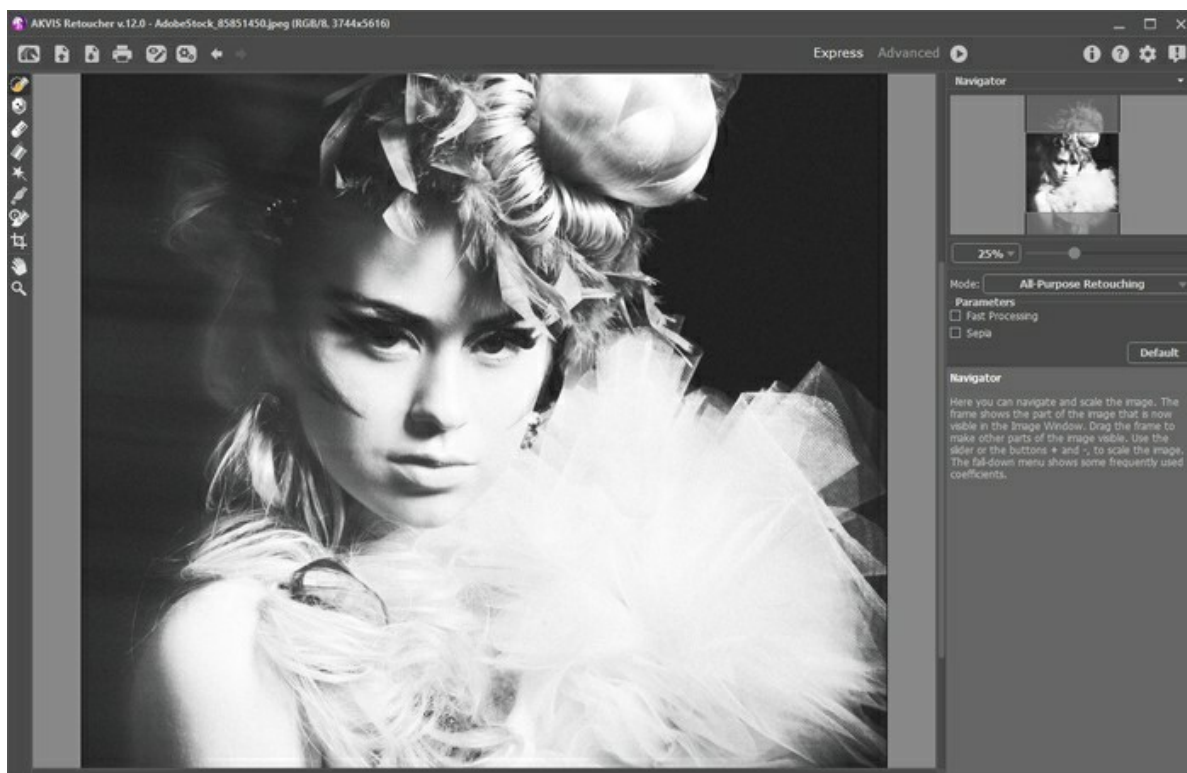 AKVIS Retoucher v.12.0 - AdobeStock_85851450.jpeg (RGB/8, 3744x5616)
Express Advanced
Navigator
25%
Mode: All-Purpose Retouching
Parameters
Fast Processing
Sepia
Default
Navigator
Here you can navigate and scale the image. The
frame shows the part of the image that is now
visible in the Image Window. Drag the frame to
make other parts of the image visible. Use the
slider or the buttons + and -, to scale the image.
The fall-down menu shows some frequently used
coefficients.